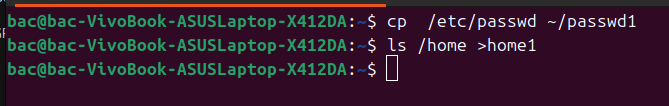 bac@bac-VivoBook-ASUSLaptop-X412DA:~$ cp  /etc/passwd ~/passwd1
bac@bac-VivoBook-ASUSLaptop-X412DA:~$ ls /home >home1
bac@bac-VivoBook-ASUSLaptop-X412DA:~$